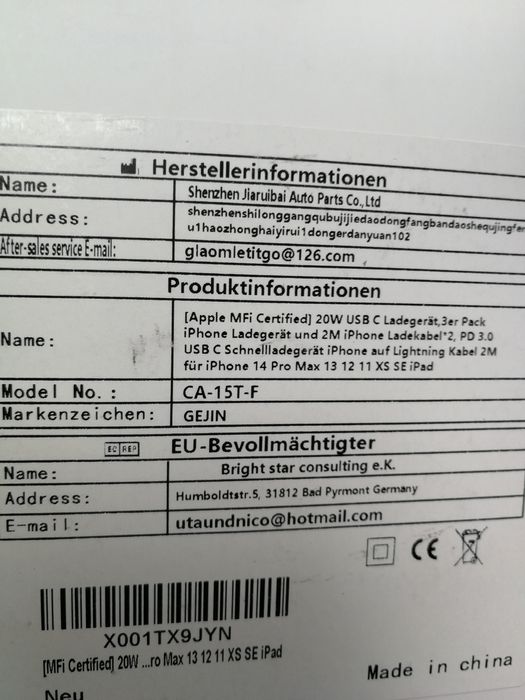 Herstellerinformationen
Name: Shenzhen Jiaruibai Auto Parts Co.,Ltd
Address: shenzhenshilonggangqubujijiedaodongfangbandaoshequjingfen
u1haozhonghaiyirui1dongerdanyuan102
After-sales service E-mail: glaomletitgo@126.com
Produktinformationen
Name: [Apple MFi Certified] 20W USB C Ladegerät,3er Pack
iPhone Ladegerät und 2M iPhone Ladekabel*2, PD 3.0
USB C Schnellladegerät iPhone auf Lightning Kabel 2M
für iPhone 14 Pro Max 13 12 11 XS SE iPad
Model No.: CA-15T-F
Markenzeichen: GEJIN
EC REP EU-Bevollmächtigter
Name: Bright star consulting e.K.
Address: Humboldtstr.5, 31812 Bad Pyrmont Germany
E-mail: utaundnico@hotmail.com
CE
X001TX9JYN
[MFi Certified] 20W ...ro Max 13 12 11 XS SE iPad
Neu
Made in china